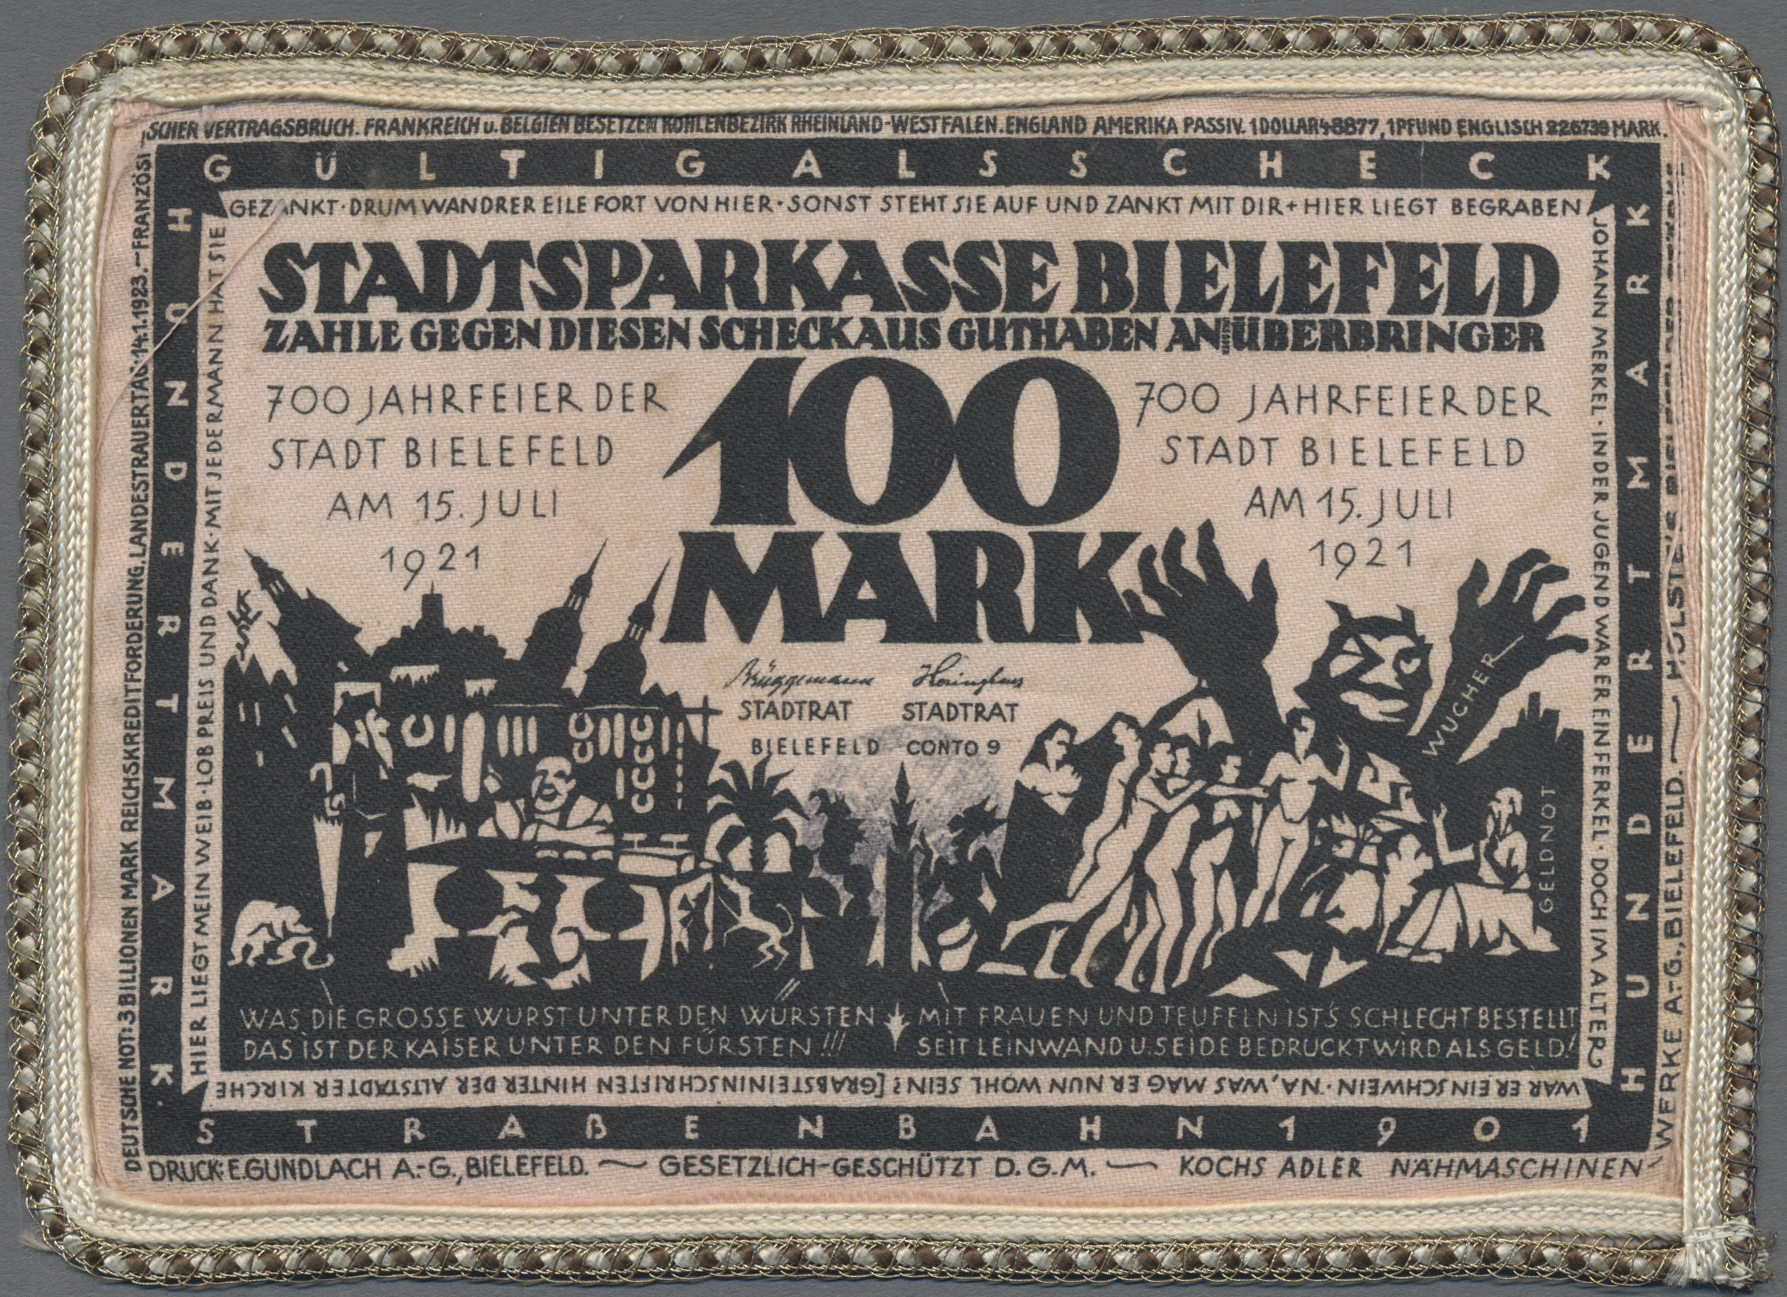 SCHER VERTRAGSBRUCH. FRANKREICH u. BELGIEN BESETZEN KOHLENBEZIRK RHEINLAND-WESTFALEN. ENGLAND AMERIKA PASSIV. 1 DOLLAR 48877, 1 PFUND ENGLISCH 226739 MARK.
GÜLTIG ALS SCHECK
GEZANKT · DRUM WANDRER EILE FORT VON HIER · SONST STEHT SIE AUF UND ZANKT MIT DIR + HIER LIEGT BEGRABEN
STADTSPARKASSE BIELEFELD
ZAHLE GEGEN DIESEN SCHECK AUS GUTHABEN AN ÜBERBRINGER
700 JAHRFEIER DER
STADT BIELEFELD
AM 15. JULI
1921
100
MARK
700 JAHRFEIER DER
STADT BIELEFELD
AM 15. JULI
1921
Brüggemann
STADTRAT
STADTRAT
BIELEFELD CONTO 9
WUCHER
GELDNOT
WAS DIE GROSSE WURST UNTER DEN WÜRSTEN
DAS IST DER KAISER UNTER DEN FÜRSTEN!!!
MIT FRAUEN UND TEUFELN IST'S SCHLECHT BESTELLT
SEIT LEINWAND U. SEIDE BEDRUCKT WIRD ALS GELD!
JOHANN MERKEL · IN DER JUGEND WAR ER EIN FERKEL · DOCH IM ALTER
WAR ER EIN SCHWEIN · NA, WAS MAG ER NUN WOHL SEIN? [GRABSTEININSCHRIFTEN HINTER DER ALTSTÄDTER KIRCHE
HIER LIEGT MEIN WEIB · LOB PREIS UND DANK · MIT JEDERMANN HAT SIE
HUNDERT MARK
HUNDERT MARK
STRAßENBAHN 1901
DEUTSCHE NOT: 3 BILLIONEN MARK REICHSKREDITFORDERUNG. LANDESTRAUERTAG 14.1.1923. - FRANZÖSI
DRUCK: E. GUNDLACH A.-G., BIELEFELD. GESETZLICH-GESCHÜTZT D.G.M. KOCHS ADLER NÄHMASCHINEN-
WERKE A.-G., BIELEFELD.